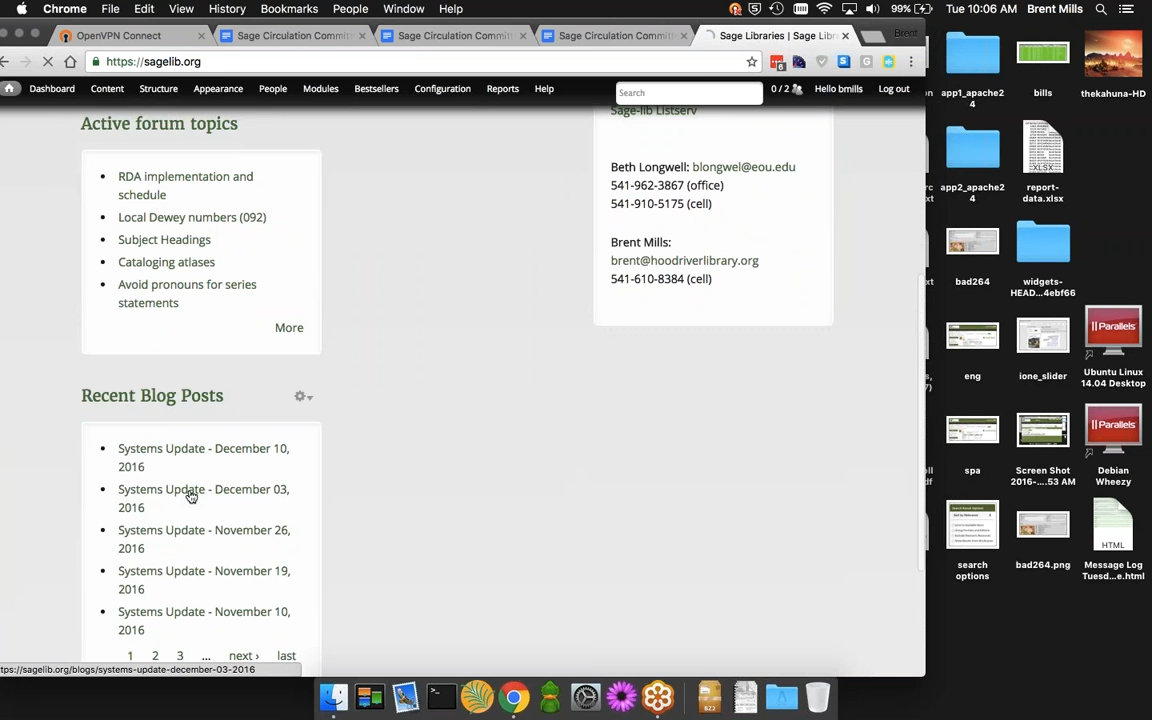 Chrome File Edit View History Bookmarks People Window Help 99% Tue 10:06 AM Brent Mills
OpenVPN Connect Sage Circulation Committ Sage Circulation Committ Sage Circulation Committ Sage Libraries | Sage Libr Brent
https://sagelib.org
Dashboard Content Structure Appearance People Modules Bestsellers Configuration Reports Help Search 0 / 2 Hello bmills Log out
Active forum topics
RDA implementation and
schedule
Local Dewey numbers (092)
Subject Headings
Cataloging atlases
Avoid pronouns for series
statements
More
Sage-lib Listserv
Beth Longwell: blongwel@eou.edu
541-962-3867 (office)
541-910-5175 (cell)
Brent Mills:
brent@hoodriverlibrary.org
541-610-8384 (cell)
Recent Blog Posts
Systems Update - December 10,
2016
Systems Update - December 03,
2016
Systems Update - November 26,
2016
Systems Update - November 19,
2016
Systems Update - November 10,
2016
1 2 3 ... next › last
ttps://sagelib.org/blogs/systems-update-december-03-2016
app1_apache2
4
bills
thekahuna-HD
app2_apache2
4
XLSX
report-
data.xlsx
bad264
widgets-
HEAD...4ebf66
eng
ione_slider
Parallels
Ubuntu Linux
14.04 Desktop
spa
Screen Shot
2016-....53 AM
Parallels
Debian
Wheezy
search
options
bad264.png
HTML
Message Log
Tuesd...e.html